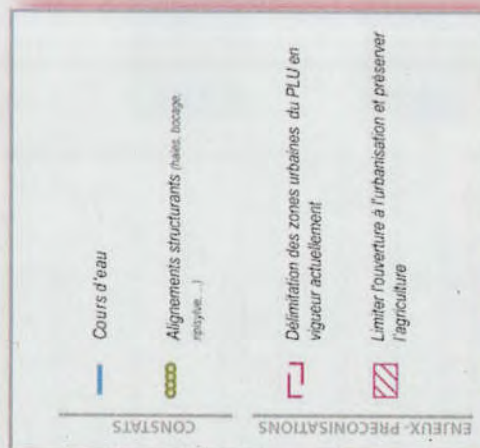 CONSTATS
Cours d'eau
Alignements structurants (haies, bocage,
ripisylve, ...)
ENJEUX - PRECONISATIONS
Délimitation des zones urbaines du PLU en
vigueur actuellement
Limiter l'ouverture à l'urbanisation et préserver
l'agriculture